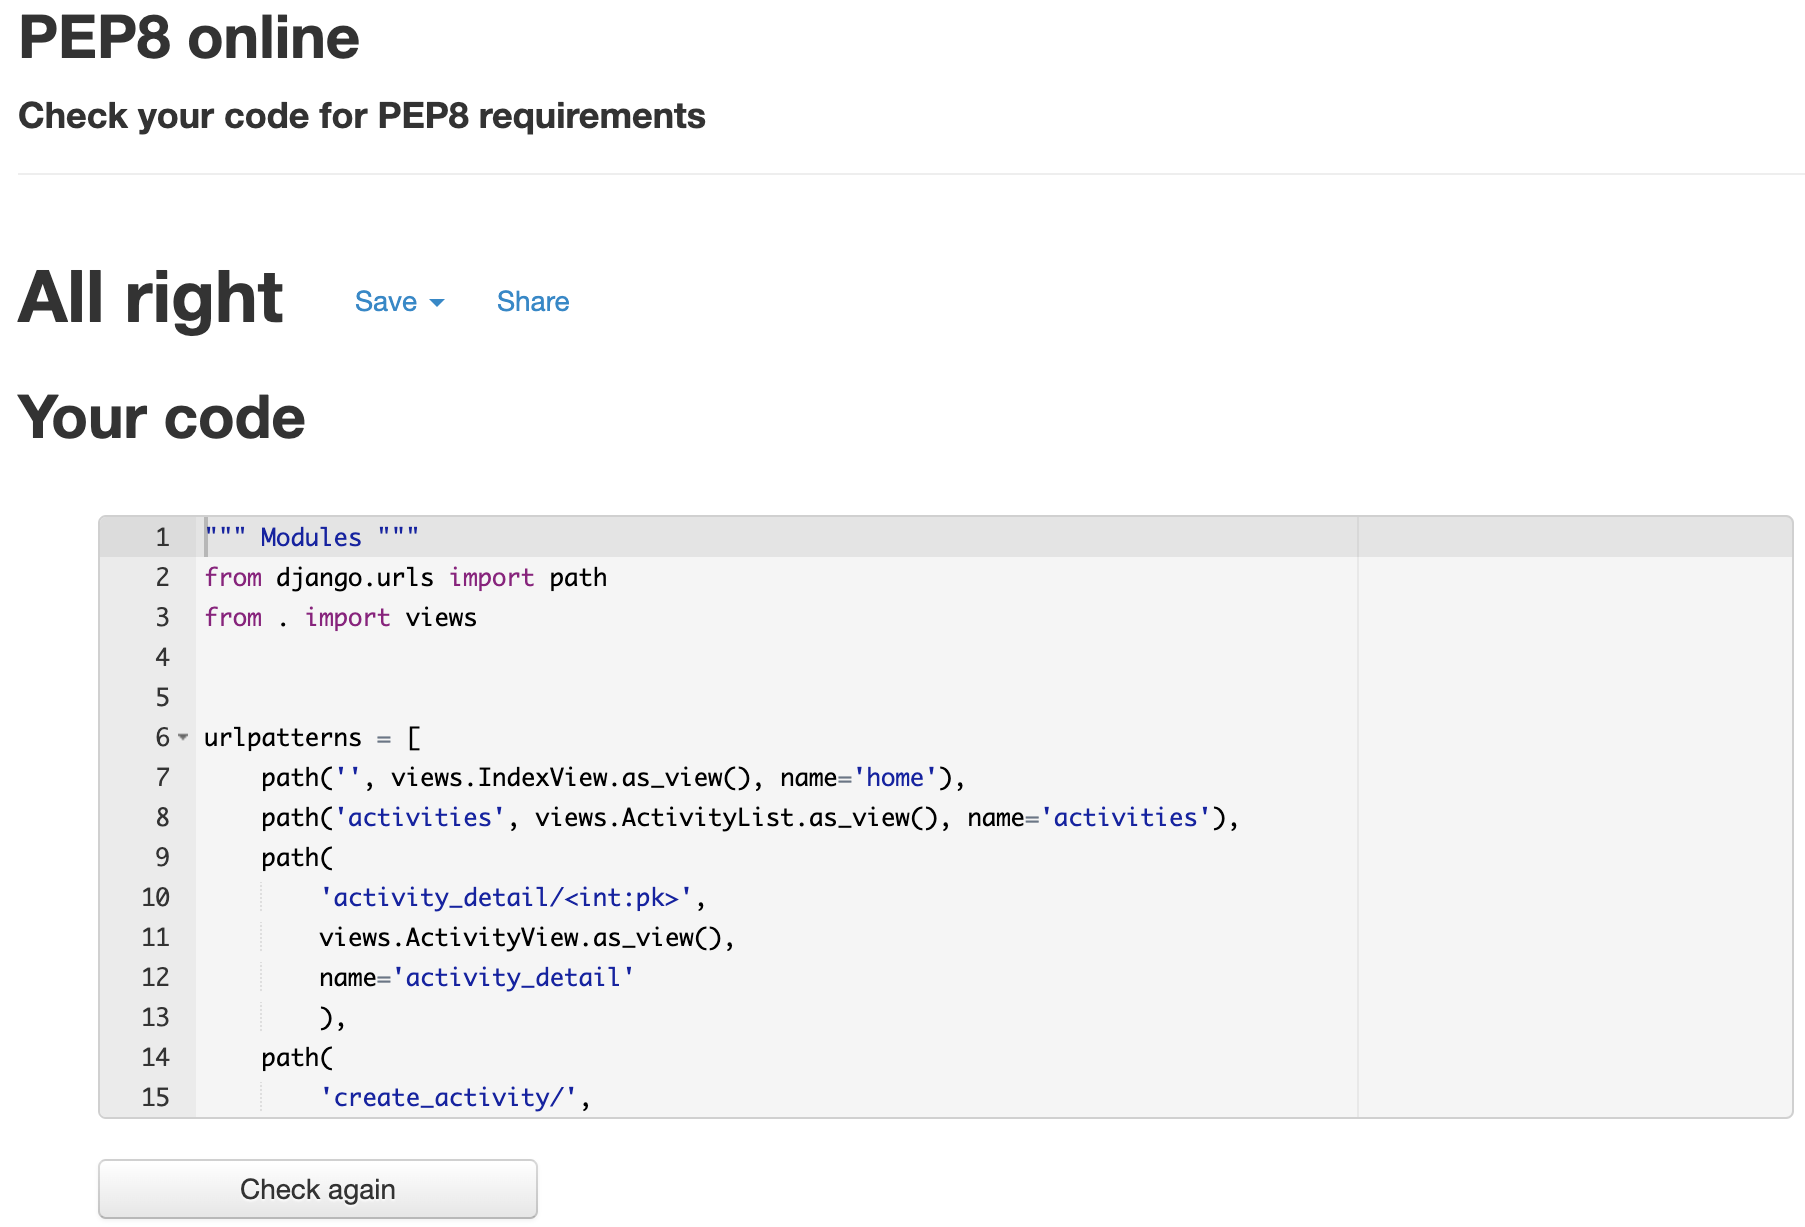 PEP8 online
Check your code for PEP8 requirements
All right Save Share
Your code
1 """ Modules """
2 from django.urls import path
3 from . import views
4
5
6 urlpatterns = [
7     path('', views.IndexView.as_view(), name='home'),
8     path('activities', views.ActivityList.as_view(), name='activities'),
9     path(
10         'activity_detail/<int:pk>',
11         views.ActivityView.as_view(),
12         name='activity_detail'
13         ),
14     path(
15         'create_activity/',
Check again